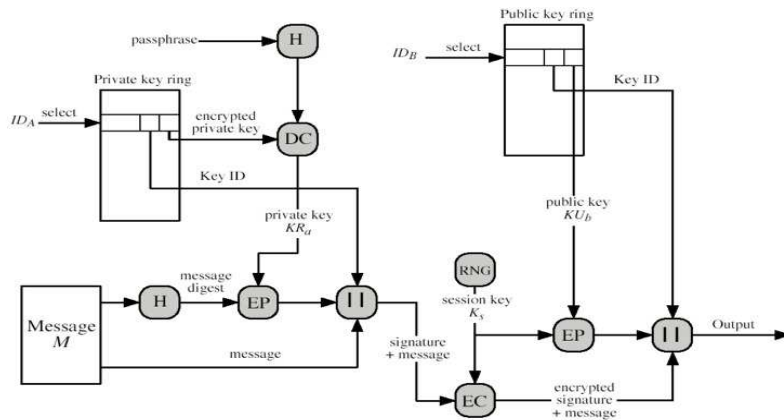 Public key ring
passphrase
H
ID_B
select
Private key ring
Key ID
ID_A
select
encrypted
private key
DC
Key ID
private key
KR_a
public key
KU_b
RNG
message
digest
session key
K_s
H
EP
||
Message
M
signature
+ message
EP
||
Output
message
EC
encrypted
signature
+ message